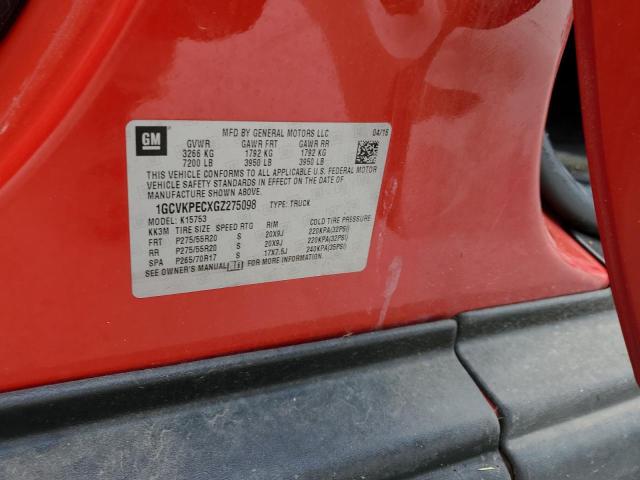 GM
MFD BY GENERAL MOTORS LLC 04/16
GVWR GAWR FRT GAWR RR
3266 KG 1792 KG 1792 KG
7200 LB 3950 LB 3950 LB
THIS VEHICLE CONFORMS TO ALL APPLICABLE U.S. FEDERAL MOTOR
VEHICLE SAFETY STANDARDS IN EFFECT ON THE DATE OF
MANUFACTURE SHOWN ABOVE.
1GCVKPECXGZ275098 TYPE: TRUCK
MODEL: K15753
KK3M TIRE SIZE SPEED RTG RIM COLD TIRE PRESSURE
FRT P275/55R20 S 20X9J 220KPA(32PSI)
RR P275/55R20 S 20X9J 220KPA(32PSI)
SPA P265/70R17 S 17X7.5J 240KPA(35PSI)
SEE OWNER'S MANUAL FOR MORE INFORMATION